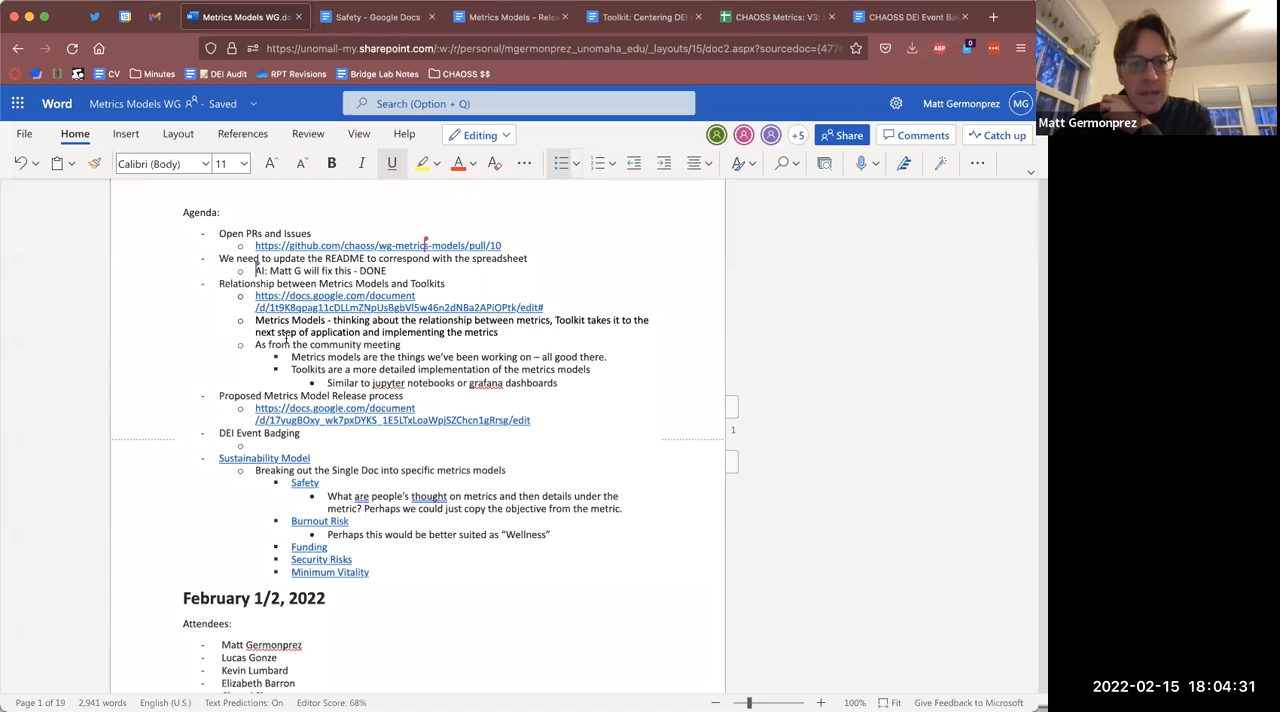 Metrics Models WG.do
Safety - Google Docs
Metrics Models - Rele
Toolkit: Centering DEI
CHAOSS Metrics: V3:
CHAOSS DEI Event Ba
https://unomail-my.sharepoint.com/:w:/r/personal/mgermonprez_unomaha_edu/_layouts/15/doc2.aspx?sourcedoc={477
ABP
0
CV
Minutes
DEI Audit
RPT Revisions
Bridge Lab Notes
CHAOSS $$
Word
Metrics Models WG - Saved
Search (Option + Q)
Matt Germonprez
MG
File
Home
Insert
Layout
References
Review
View
Help
Editing
+5
Share
Comments
Catch up
Calibri (Body)
11
Agenda:
- Open PRs and Issues
o https://github.com/chaoss/wg-metrics-models/pull/10
- We need to update the README to correspond with the spreadsheet
o AI: Matt G will fix this - DONE
- Relationship between Metrics Models and Toolkits
o https://docs.google.com/document
/d/1t9K8qpag11cDLLmZNpUsBgbVl5w46n2dNBa2APiOPtk/edit#
o Metrics Models - thinking about the relationship between metrics, Toolkit takes it to the
next step of application and implementing the metrics
o As from the community meeting
▪ Metrics models are the things we've been working on – all good there.
▪ Toolkits are a more detailed implementation of the metrics models
• Similar to jupyter notebooks or grafana dashboards
- Proposed Metrics Model Release process
o https://docs.google.com/document
/d/17yugBOxy_wk7pxDYKS_1E5LTxLoaWpjSZChcn1gRrsg/edit
- DEI Event Badging
o
- Sustainability Model
o Breaking out the Single Doc into specific metrics models
▪ Safety
• What are people's thought on metrics and then details under the
metric? Perhaps we could just copy the objective from the metric.
▪ Burnout Risk
• Perhaps this would be better suited as "Wellness"
▪ Funding
▪ Security Risks
▪ Minimum Vitality
February 1/2, 2022
Attendees:
- Matt Germonprez
- Lucas Gonze
- Kevin Lumbard
- Elizabeth Barron
1
Page 1 of 19
2,941 words
English (U.S.)
Text Predictions: On
Editor Score: 68%
100%
Fit
Give Feedback to Microsoft
Matt Germonprez
2022-02-15 18:04:31